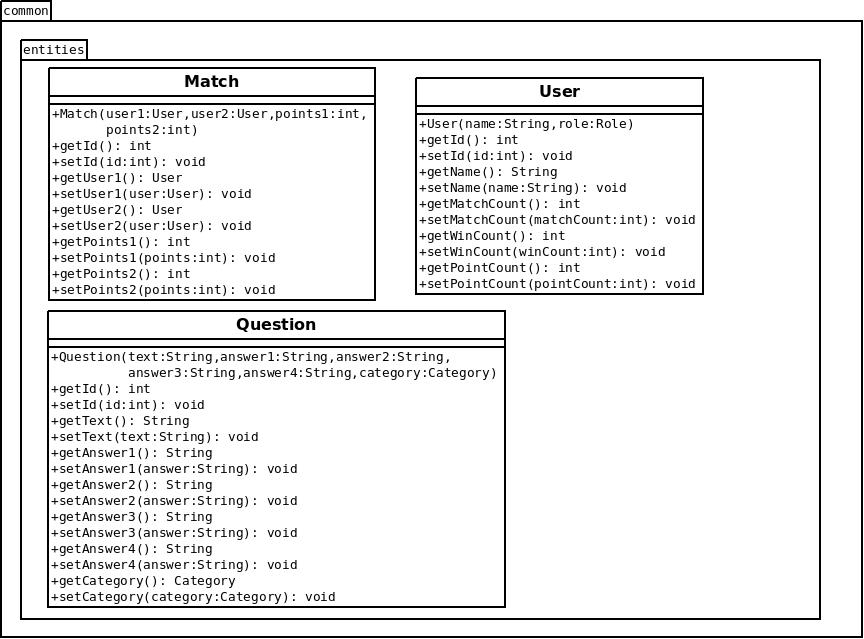 common
entities
Match
+Match(user1:User,user2:User,points1:int,
points2:int)
+getId(): int
+setId(id:int): void
+getUser1(): User
+setUser1(user:User): void
+getUser2(): User
+setUser2(user:User): void
+getPoints1(): int
+setPoints1(points:int): void
+getPoints2(): int
+setPoints2(points:int): void
User
+User(name:String,role:Role)
+getId(): int
+setId(id:int): void
+getName(): String
+setName(name:String): void
+getMatchCount(): int
+setMatchCount(matchCount:int): void
+getWinCount(): int
+setWinCount(winCount:int): void
+getPointCount(): int
+setPointCount(pointCount:int): void
Question
+Question(text:String,answer1:String,answer2:String,
answer3:String,answer4:String,category:Category)
+getId(): int
+setId(id:int): void
+getText(): String
+setText(text:String): void
+getAnswer1(): String
+setAnswer1(answer:String): void
+getAnswer2(): String
+setAnswer2(answer:String): void
+getAnswer3(): String
+setAnswer3(answer:String): void
+getAnswer4(): String
+setAnswer4(answer:String): void
+getCategory(): Category
+setCategory(category:Category): void